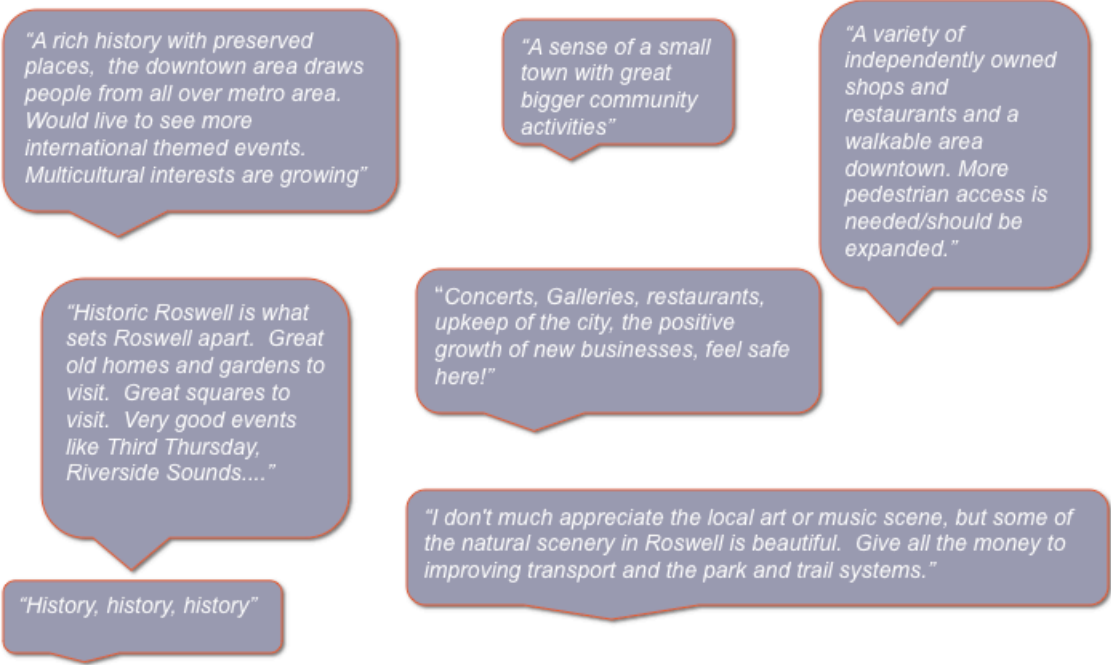 “A rich history with preserved
places,  the downtown area draws
people from all over metro area.
Would live to see more
international themed events.
Multicultural interests are growing”
“A sense of a small
town with great
bigger community
activities”
“A variety of
independently owned
shops and
restaurants and a
walkable area
downtown. More
pedestrian access is
needed/should be
expanded.”
“Historic Roswell is what
sets Roswell apart.  Great
old homes and gardens to
visit.  Great squares to
visit.  Very good events
like Third Thursday,
Riverside Sounds....”
“Concerts, Galleries, restaurants,
upkeep of the city, the positive
growth of new businesses, feel safe
here!”
“I don't much appreciate the local art or music scene, but some of
the natural scenery in Roswell is beautiful.  Give all the money to
improving transport and the park and trail systems.”
“History, history, history”